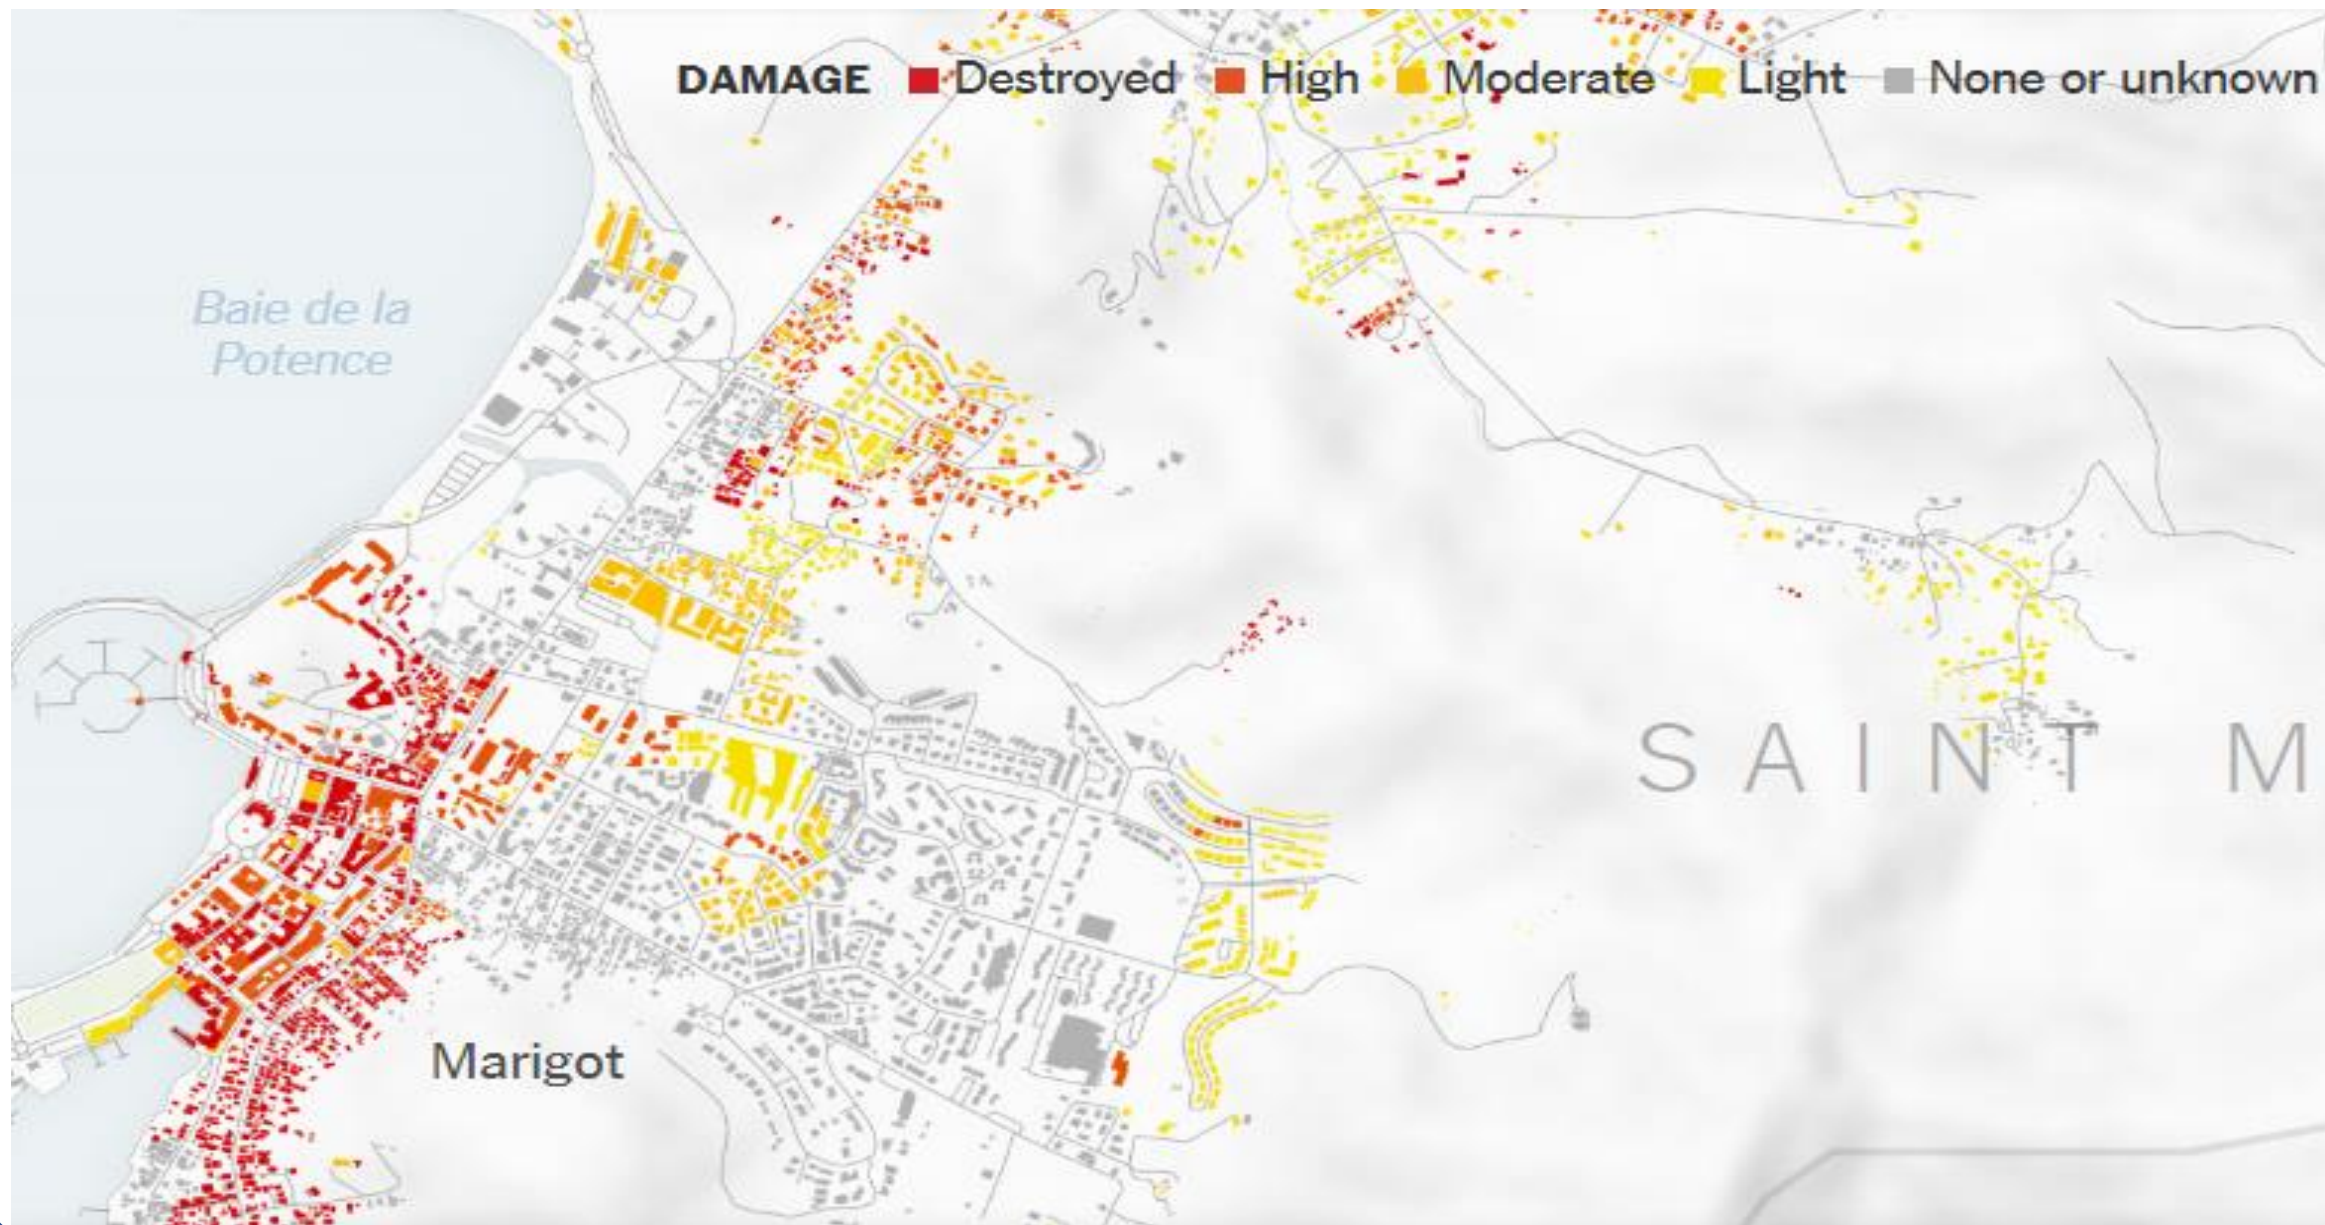 DAMAGE Destroyed High Moderate Light None or unknown
Baie de la
Potence
SAINT M
Marigot